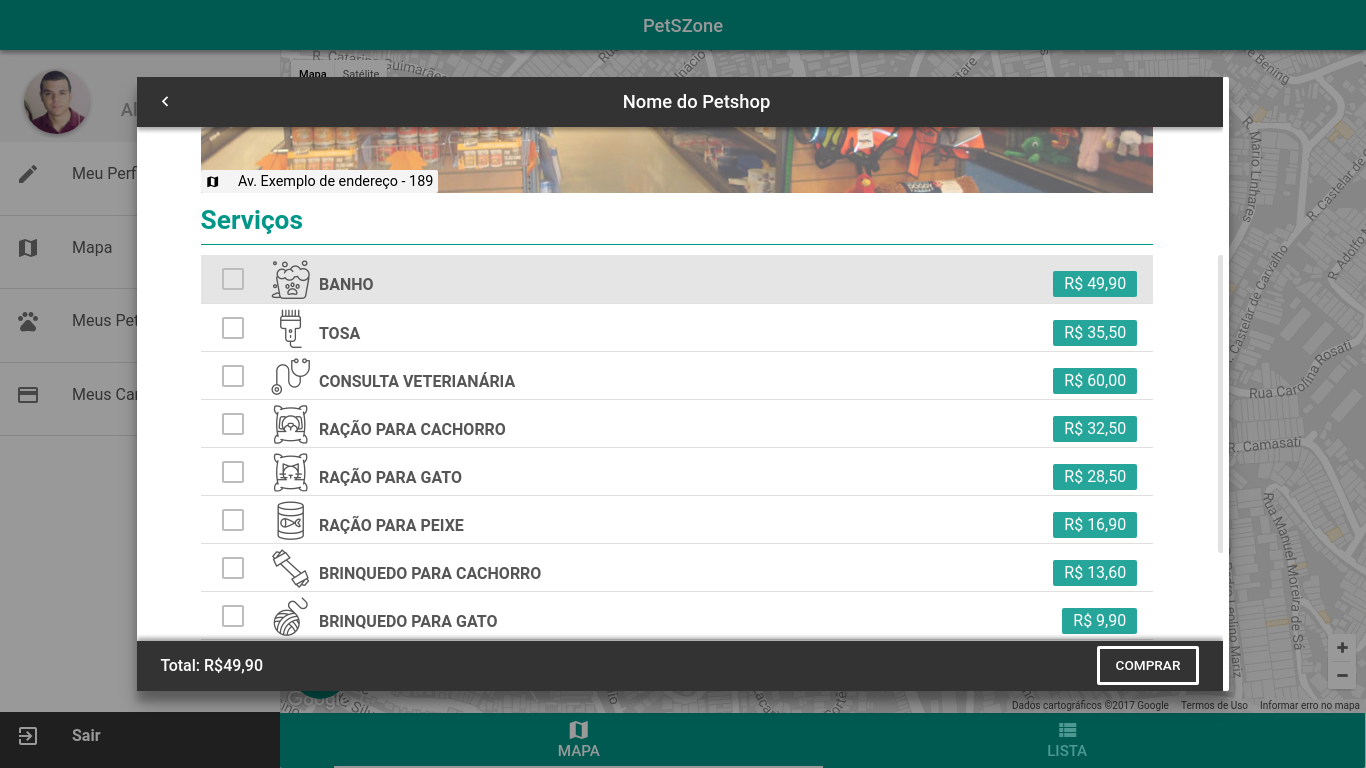 PetSZone
R. Catarina
Guimarães
Mapa Satélite
Al
Meu Perf
Mapa
Meus Pet
Meus Car
Sair
Nome do Petshop
Av. Exemplo de endereço - 189
Serviços
BANHO R$ 49,90
TOSA R$ 35,50
CONSULTA VETERIANÁRIA R$ 60,00
RAÇÃO PARA CACHORRO R$ 32,50
RAÇÃO PARA GATO R$ 28,50
RAÇÃO PARA PEIXE R$ 16,90
BRINQUEDO PARA CACHORRO R$ 13,60
BRINQUEDO PARA GATO R$ 9,90
Total: R$49,90 COMPRAR
R. Mario Linhares
R. Castelar de Carvalho
R. Adolfo M
Rua Carolina Rosati
R. Camasati
Rua Manuel Moreira de Sá
Google
Dados cartográficos ©2017 Google Termos de Uso Informar erro no mapa
MAPA LISTA